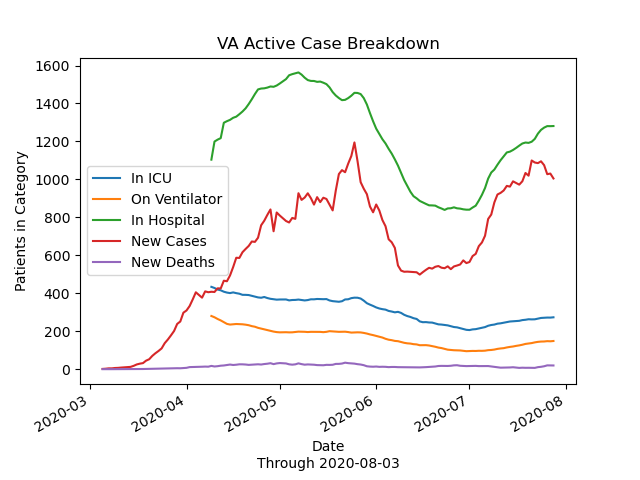 VA Active Case Breakdown
Patients in Category
1600
1400
1200
1000
800
600
400
200
0
In ICU
On Ventilator
In Hospital
New Cases
New Deaths
2020-03
2020-04
2020-05
2020-06
2020-07
2020-08
Date
Through 2020-08-03